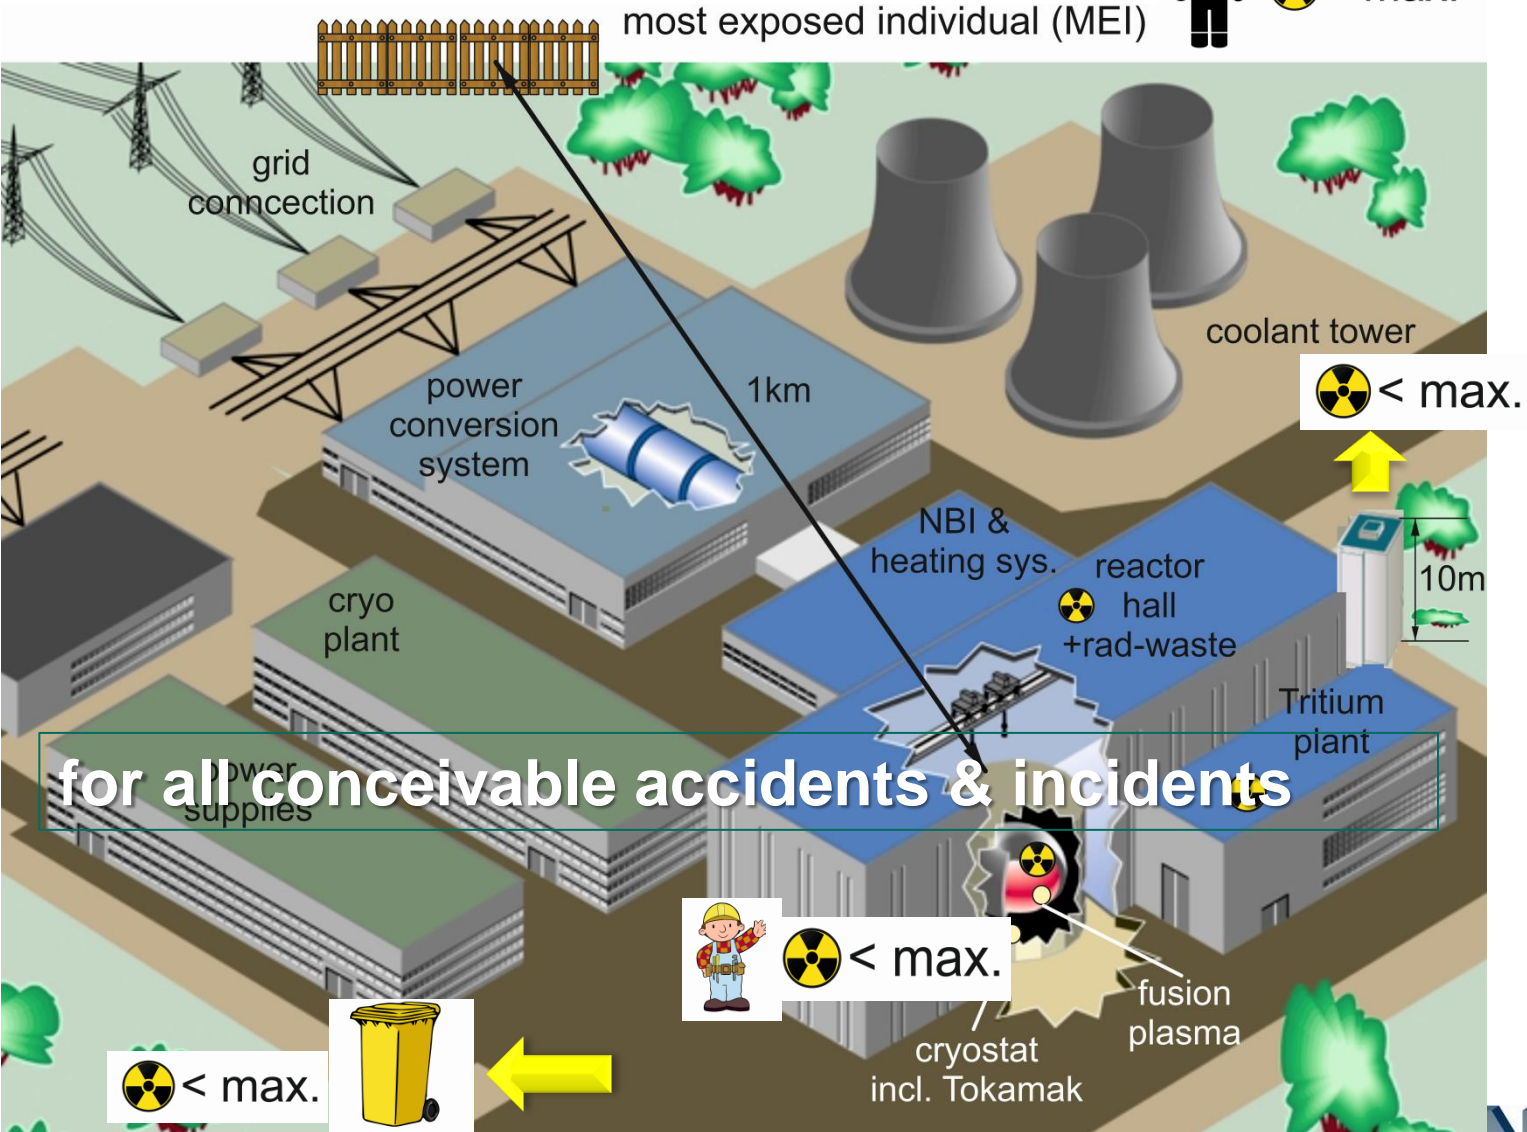 most exposed individual (MEI)
grid
conncection
coolant tower
< max.
power
conversion
system
1km
NBI &
heating sys.
reactor
hall
+rad-waste
10m
cryo
plant
Tritium
plant
power
supplies
for all conceivable accidents & incidents
< max.
fusion
plasma
cryostat
incl. Tokamak
< max.